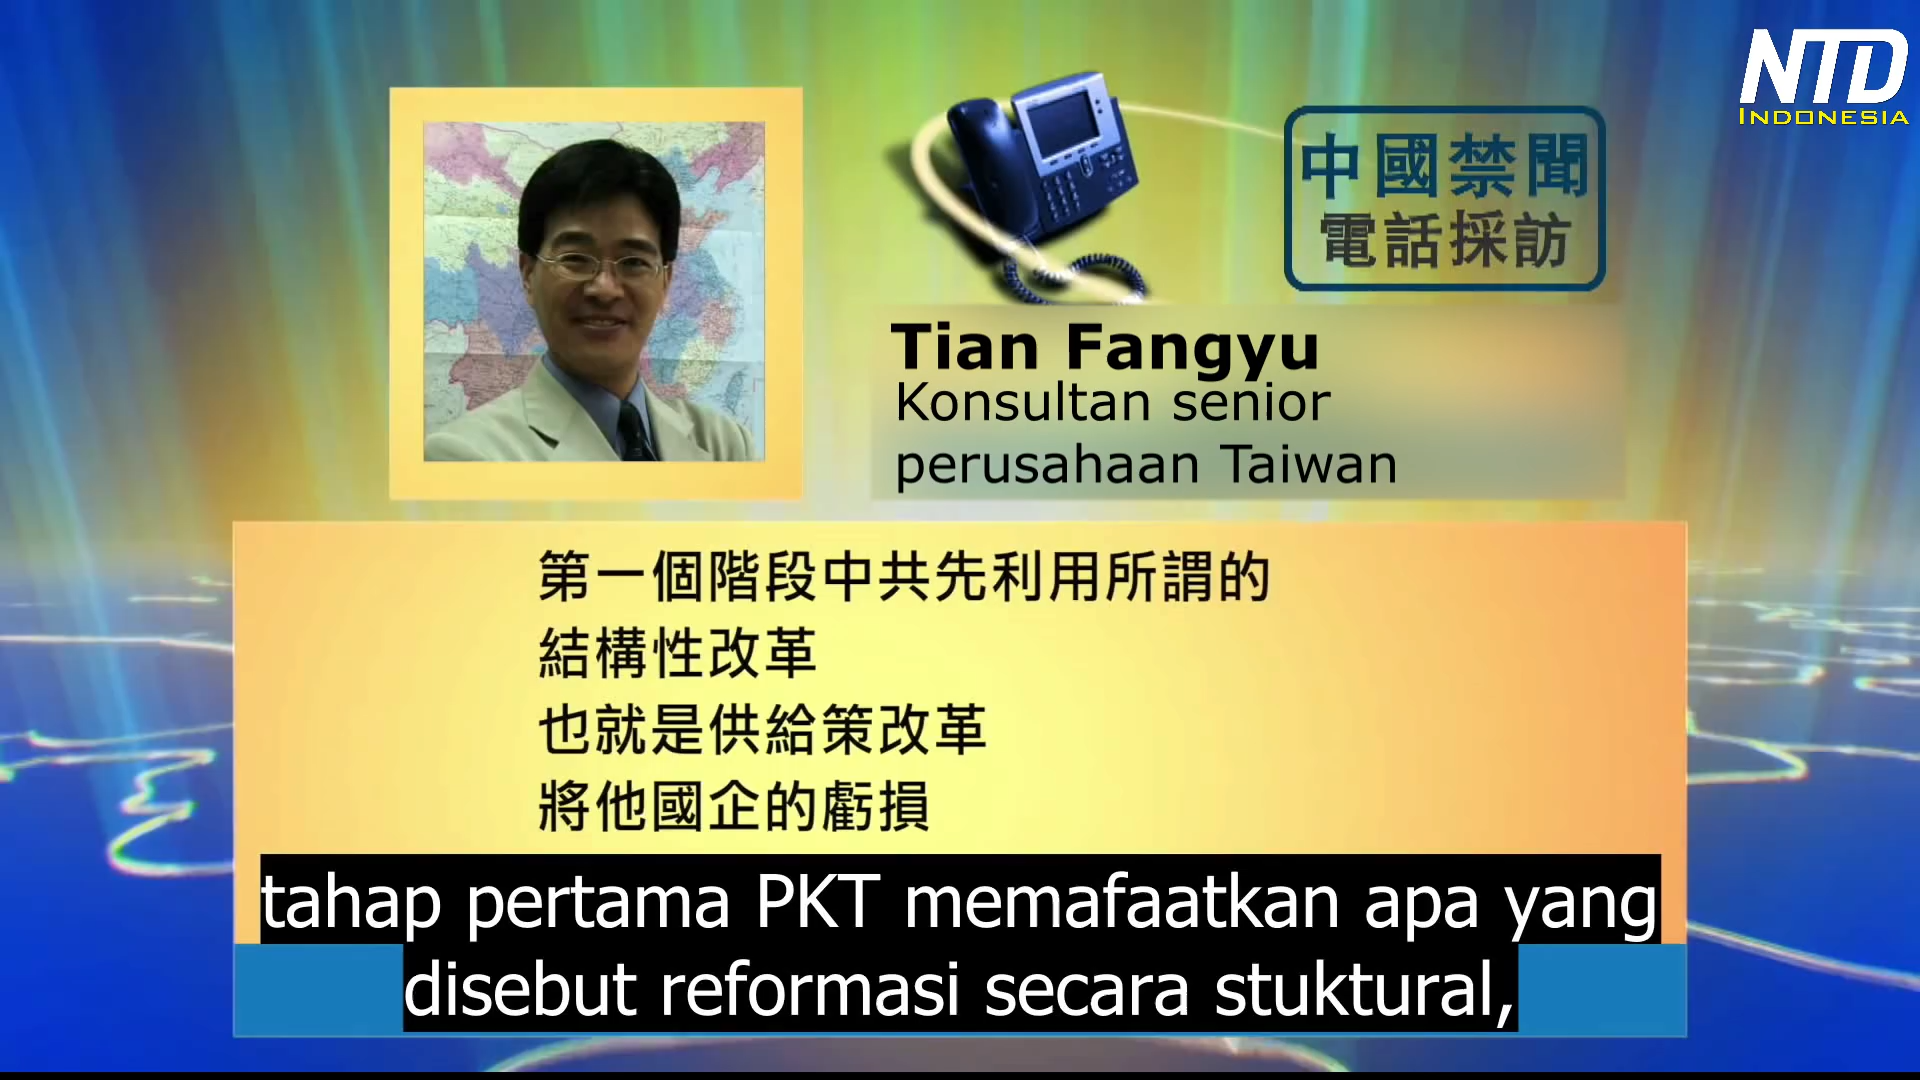 NTD
INDONESIA
中國禁聞
電話採訪
Tian Fangyu
Konsultan senior
perusahaan Taiwan
第一個階段中共先利用所謂的
結構性改革
也就是供給策改革
將他國企的虧損
tahap pertama PKT memafaatkan apa yang
disebut reformasi secara stuktural,